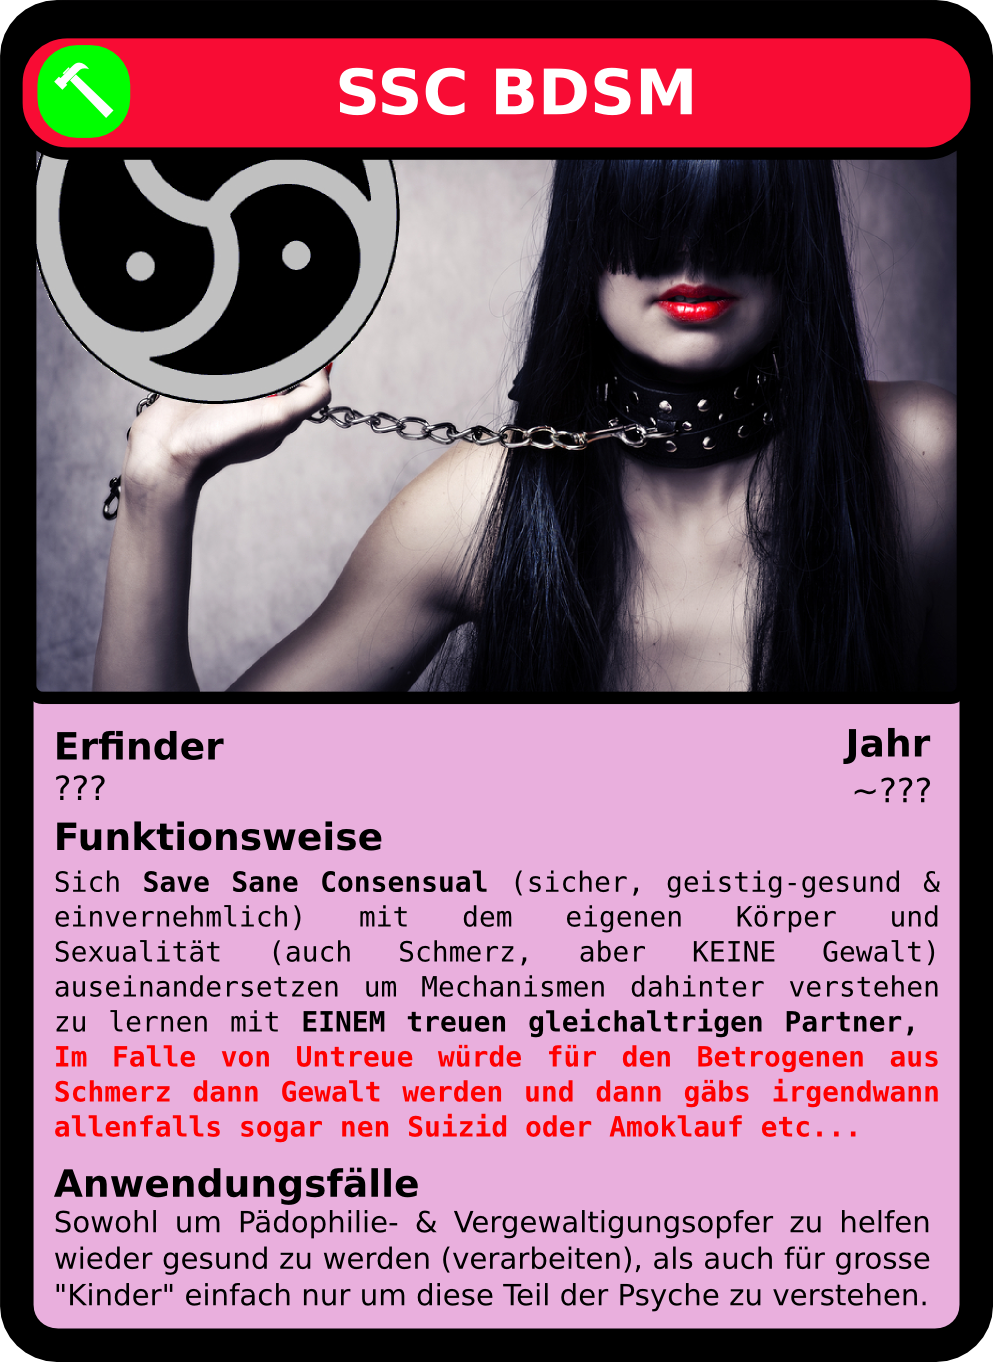 SSC BDSM
Erfinder
Jahr
???
~???
Funktionsweise
Sich Save Sane Consensual (sicher, geistig-gesund &
einvernehmlich) mit dem eigenen Körper und
Sexualität (auch Schmerz, aber KEINE Gewalt)
auseinandersetzen um Mechanismen dahinter verstehen
zu lernen mit EINEM treuen gleichaltrigen Partner,
Im Falle von Untreue würde für den Betrogenen aus
Schmerz dann Gewalt werden und dann gäbs irgendwann
allenfalls sogar nen Suizid oder Amoklauf etc...
Anwendungsfälle
Sowohl um Pädophilie- & Vergewaltigungsopfer zu helfen
wieder gesund zu werden (verarbeiten), als auch für grosse
"Kinder" einfach nur um diese Teil der Psyche zu verstehen.